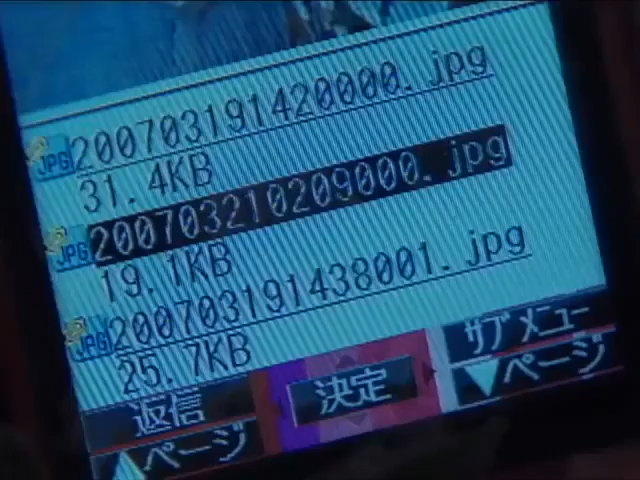 JPG 200703191420000.jpg
31.4KB
JPG 200703210209000.jpg
19.1KB
JPG 200703191438001.jpg
25.7KB
返信 決定 サブメニュー
▲ページ ▼ページ